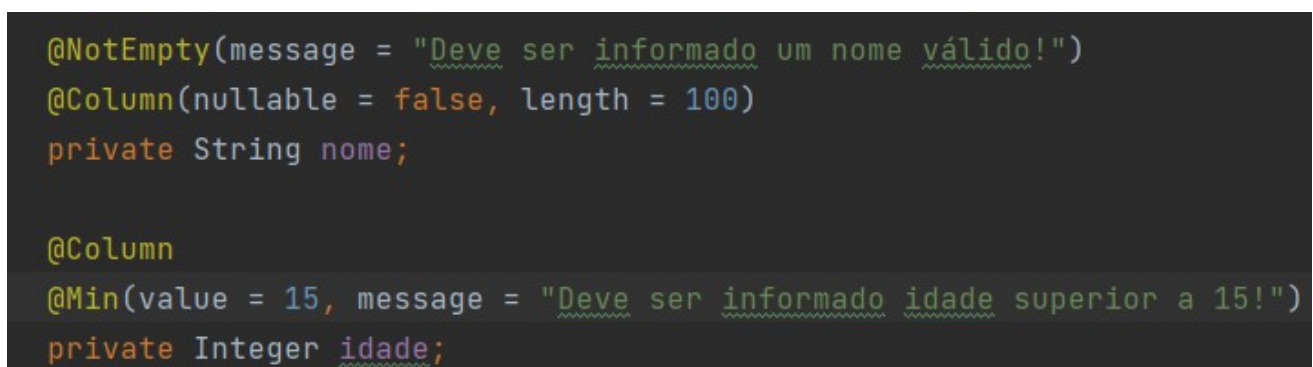 @NotEmpty(message = "Deve ser informado um nome válido!")
@Column(nullable = false, length = 100)
private String nome;
@Column
@Min(value = 15, message = "Deve ser informado idade superior a 15!")
private Integer idade;